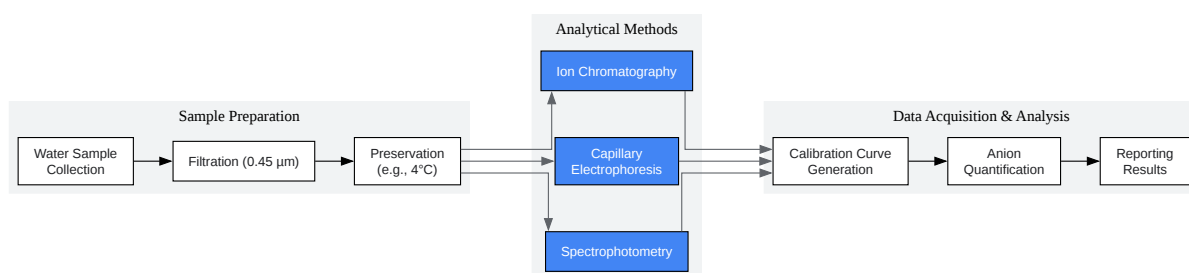 Sample Preparation
Water Sample
Collection
Filtration (0.45 µm)
Preservation
(e.g., 4°C)
Analytical Methods
Ion Chromatography
Capillary
Electrophoresis
Spectrophotometry
Data Acquisition & Analysis
Calibration Curve
Generation
Anion
Quantification
Reporting
Results